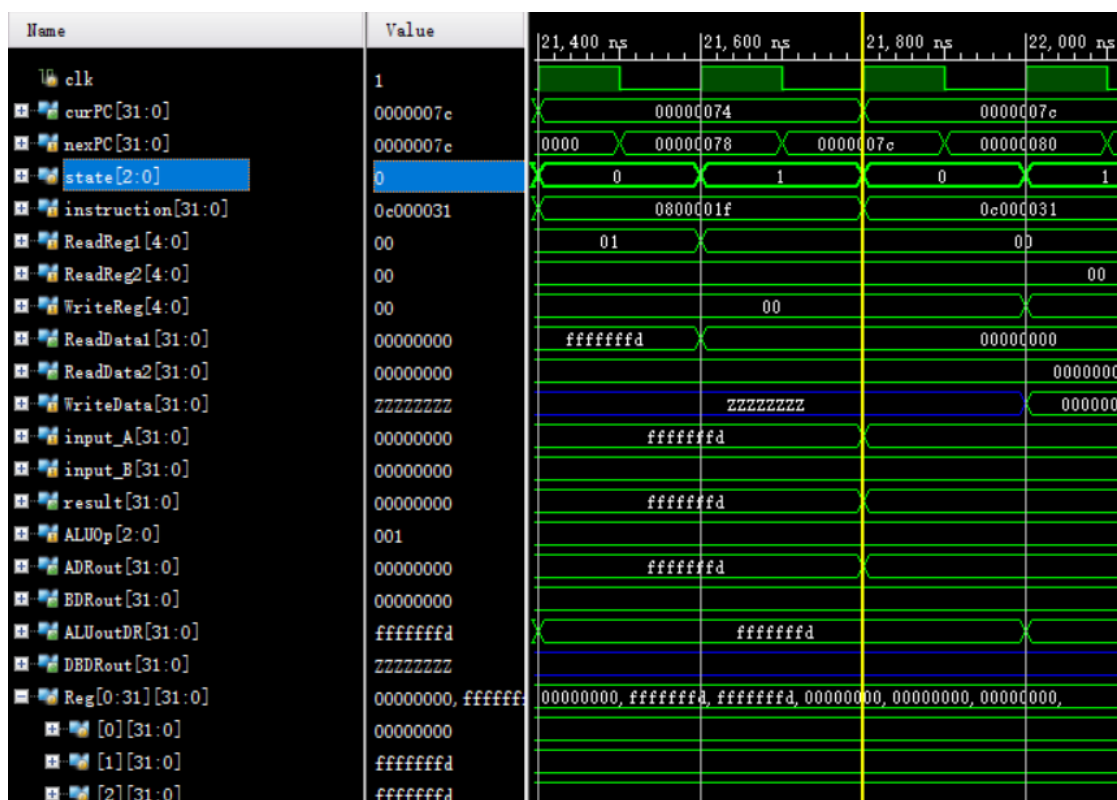 Name Value 21,400 ns 21,600 ns 21,800 ns 22,000 ns
clk 1
curPC[31:0] 0000007c 00000074 0000007c
nexPC[31:0] 0000007c 0000 00000078 0000007c 00000080
state[2:0] 0 0 1 0 1
instruction[31:0] 0c000031 0800001f 0c000031
ReadReg1[4:0] 00 01 00
ReadReg2[4:0] 00 00
WriteReg[4:0] 00 00
ReadData1[31:0] 00000000 fffffffd 00000000
ReadData2[31:0] 00000000 0000000
WriteData[31:0] ZZZZZZZZ ZZZZZZZZ 000000
input_A[31:0] 00000000 fffffffd
input_B[31:0] 00000000
result[31:0] 00000000 fffffffd
ALUOp[2:0] 001
ADRout[31:0] 00000000 fffffffd
BDRout[31:0] 00000000
ALUoutDR[31:0] fffffffd fffffffd
DBDRout[31:0] ZZZZZZZZ
Reg[0:31][31:0] 00000000, 00000000, fffffffd, fffffffd, 00000000, 00000000, 00000000,
[0][31:0] 00000000
[1][31:0] fffffffd
[2][31:0] fffffffd